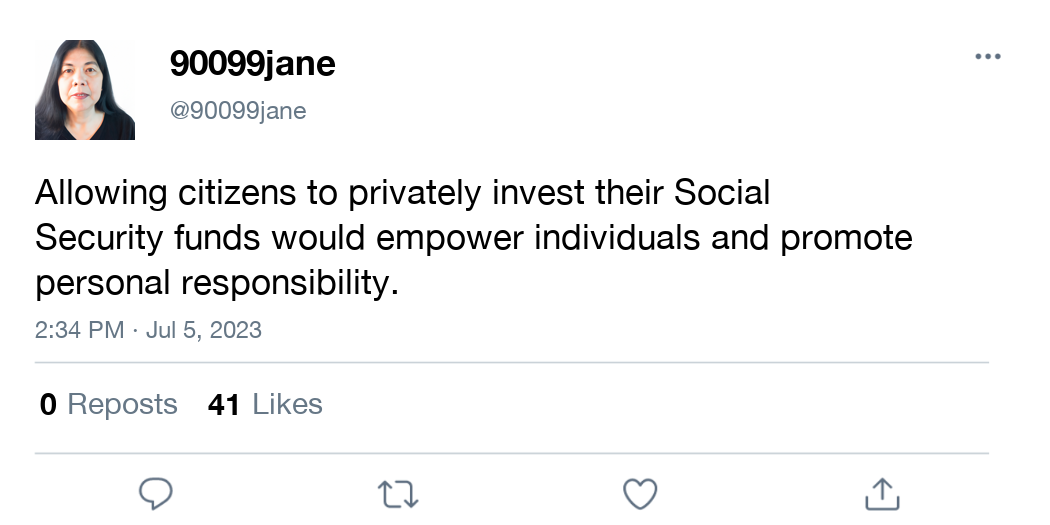 90099jane
@90099jane
Allowing citizens to privately invest their Social
Security funds would empower individuals and promote
personal responsibility.
2:34 PM · Jul 5, 2023
0 Reposts 41 Likes